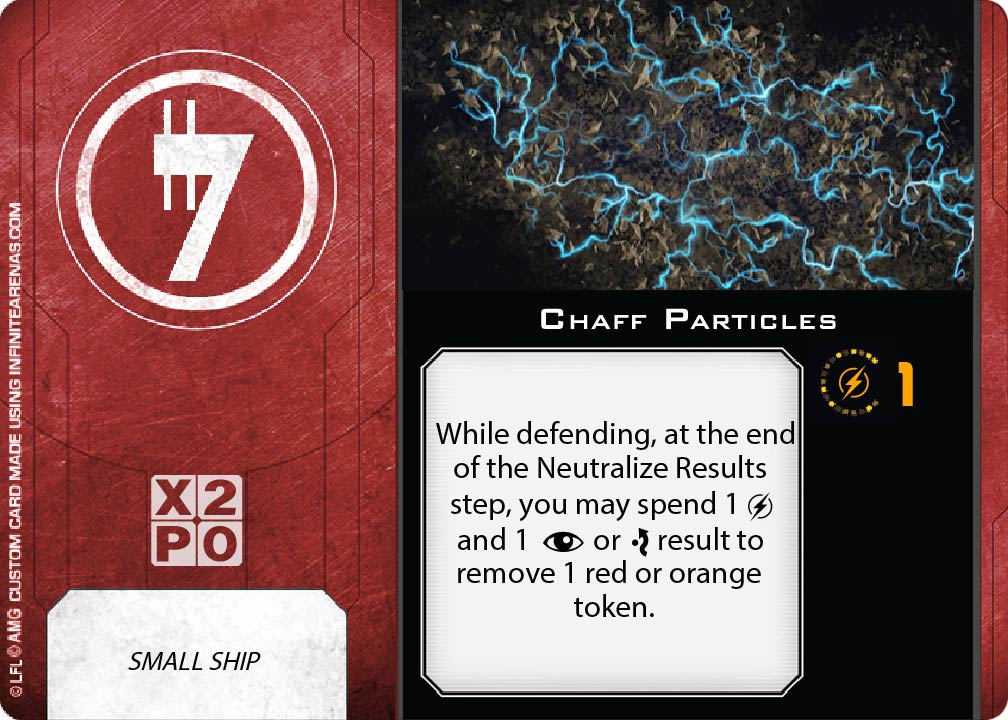 © LFL © AMG CUSTOM CARD MADE USING INFINITEARENAS.COM
X2
PO
SMALL SHIP
CHAFF PARTICLES
1
While defending, at the end
of the Neutralize Results
step, you may spend 1
and 1 or result to
remove 1 red or orange
token.